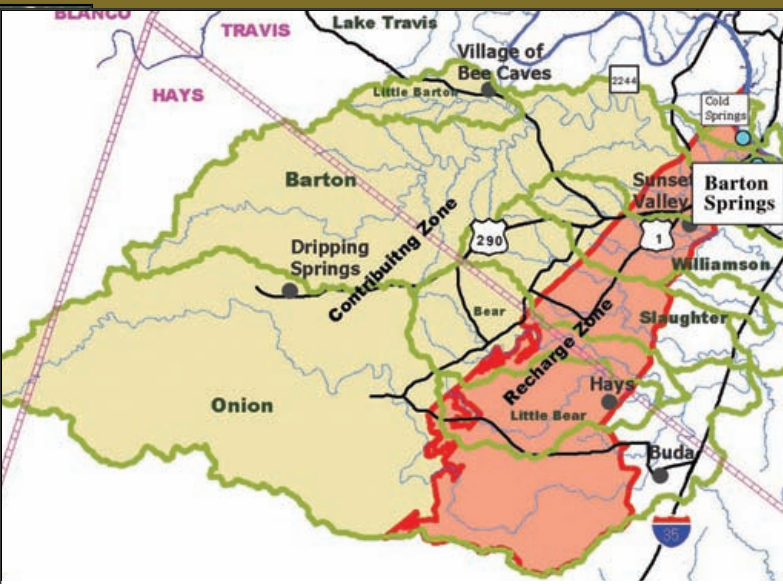 BLANCO
TRAVIS
Lake Travis
HAYS
Village of
Bee Caves
Little Barton
2244
Cold
Springs
Barton
Sunset
Valley
Barton
Springs
290
1
Dripping
Springs
Contribuitng Zone
Williamson
Bear
Slaughter
Recharge Zone
Hays
Onion
Little Bear
Buda
35